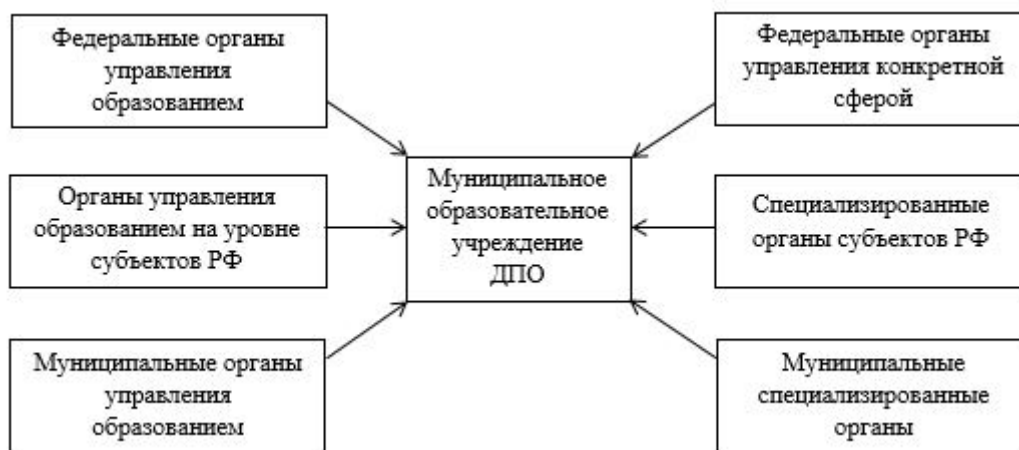 Федеральные органы
управления
образованием
Федеральные органы
управления конкретной
сферой
Органы управления
образованием на уровне
субъектов РФ
Муниципальное
образовательное
учреждение
ДПО
Специализированные
органы субъектов РФ
Муниципальные органы
управления
образованием
Муниципальные
специализированные
органы